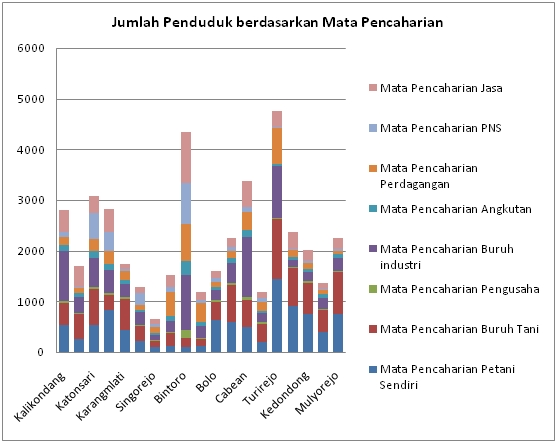 Jumlah Penduduk berdasarkan Mata Pencaharian
6000
5000
4000
3000
2000
1000
0
Kalikondang
Katonsari
Karangmlati
Singorejo
Bintoro
Bolo
Cabean
Turirejo
Kedondong
Mulyorejo
Mata Pencaharian Jasa
Mata Pencaharian PNS
Mata Pencaharian
Perdagangan
Mata Pencaharian Angkutan
Mata Pencaharian Buruh
industri
Mata Pencaharian Pengusaha
Mata Pencaharian Buruh Tani
Mata Pencaharian Petani
Sendiri